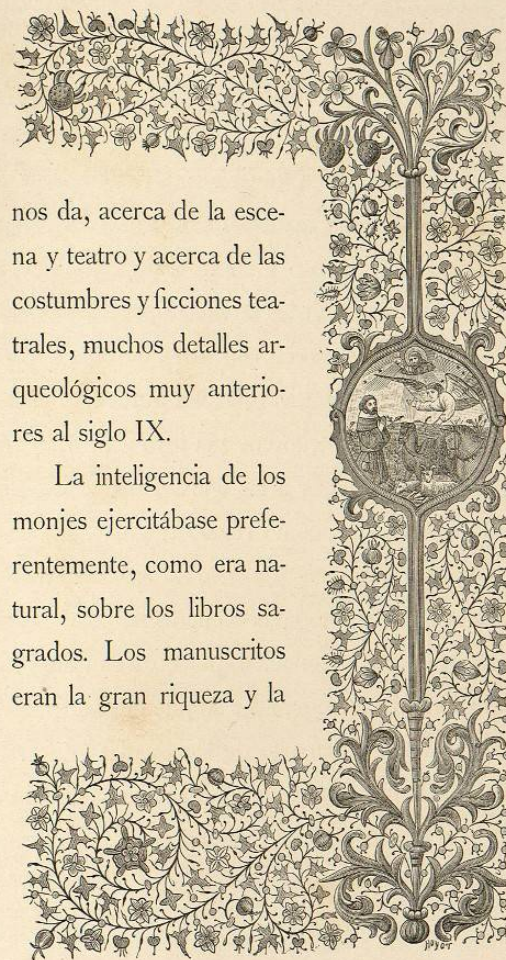 nos da, acerca de la esce-
na y teatro y acerca de las
costumbres y ficciones tea-
trales, muchos detalles ar-
queológicos muy anterio-
res al siglo IX.
La inteligencia de los
monjes ejercitábase prefe-
rentemente, como era na-
tural, sobre los libros sa-
grados. Los manuscritos
eran la gran riqueza y la
HUYOT